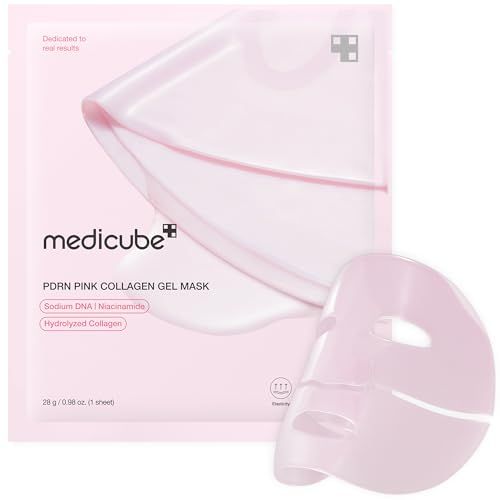 Dedicated to
real results
medicube
PDRN PINK COLLAGEN GEL MASK
Sodium DNA | Niacinamide
Hydrolyzed Collagen
28 g / 0.98 oz. (1 sheet)
Elasticity